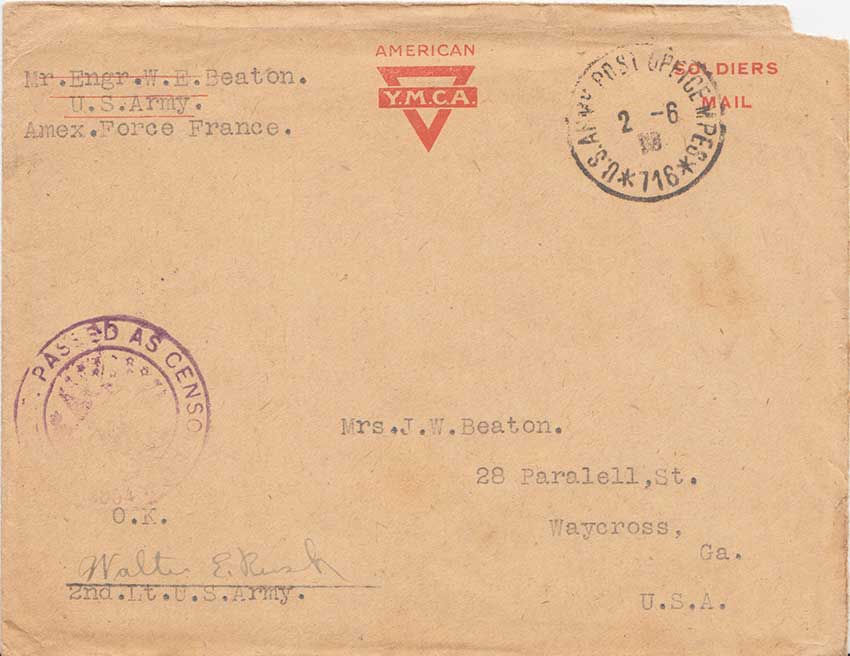 Mr.Engr.W.E.Beaton.
U.S.Army.
Amex.Force France.
AMERICAN
Y.M.C.A.
SOLDIERS
MAIL
U.S.ARMY POST OFFICE M.P.E.S.
2 -6
*716*
PASSED AS CENSO
Mrs.J.W.Beaton.
28 Paralell,St.
Waycross,
Ga.
U.S.A.
O.K.
Walter E. Rusk
2nd.Lt.U.S.Army.